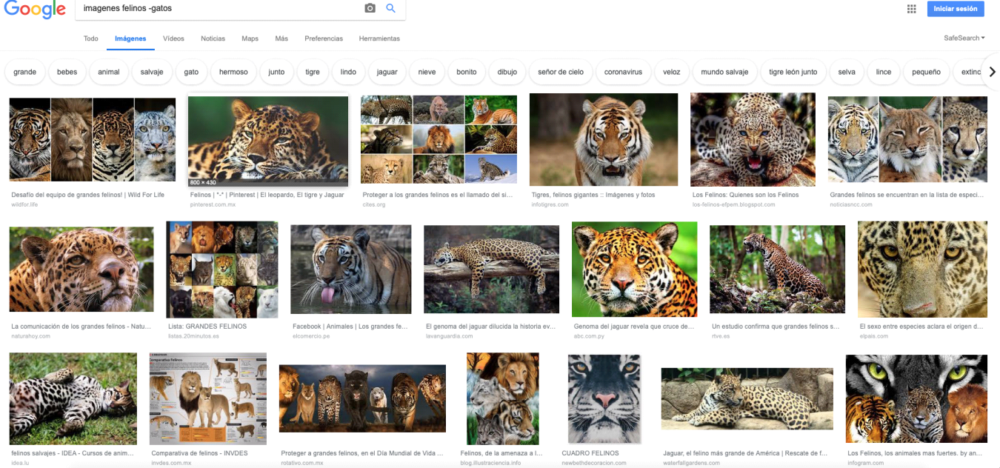 Google
imagenes felinos -gatos
Iniciar sesión
Todo Imágenes Vídeos Noticias Maps Más Preferencias Herramientas
SafeSearch
grande bebes animal salvaje gato hermoso junto tigre lindo jaguar nieve bonito dibujo señor de cielo coronavirus veloz mundo salvaje tigre león junto selva lince pequeño extinc
800 × 430
Desafío del equipo de grandes felinos! | Wild For Life
wildfor.life
Felinos | "-" | Pinterest | El leopardo, El tigre y Jaguar
pinterest.com.mx
Proteger a los grandes felinos es el llamado del si...
cites.org
Tigres, felinos gigantes :: Imágenes y fotos
infotigres.com
Los Felinos: Quienes son los Felinos
los-felinos-efpem.blogspot.com
Grandes felinos se encuentran en la lista de especi...
noticiasncc.com
La comunicación de los grandes felinos - Natu...
naturahoy.com
Lista: GRANDES FELINOS
listas.20minutos.es
Facebook | Animales | Los grandes fe...
elcomercio.pe
El genoma del jaguar dilucida la historia ev...
lavanguardia.com
Genoma del jaguar revela que cruce de...
abc.com.py
Un estudio confirma que grandes felinos s...
rtve.es
El sexo entre especies aclara el origen d...
elpais.com
Comparativa Felinos
felinos salvajes - IDEA - Cursos de anim...
idea.lu
Comparativa de felinos - INVDES
invdes.com.mx
Proteger a grandes felinos, en el Día Mundial de Vida ...
rotativo.com.mx
Felinos, de la amenaza a l...
blog.illustraciencia.info
CUADRO FELINOS
newbethdecoracion.com
Jaguar, el felino más grande de América | Rescate de f...
waterfallgardens.com
Los Felinos, los animales mas fuertes. by an...
infogram.com